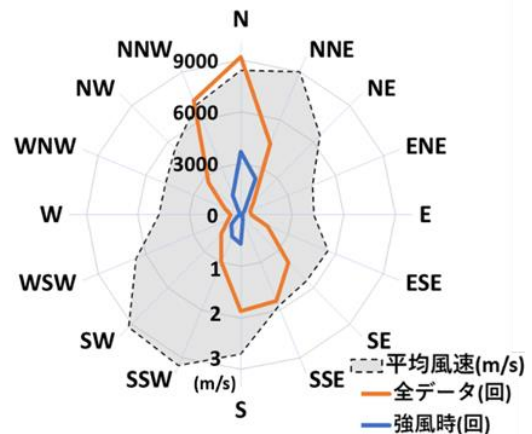 N
NNW
NNE
9000
NW
NE
6000
WNW
ENE
3000
W
0
E
1
WSW
ESE
2
SW
SE
3
SSW
(m/s)
SSE
S
平均風速(m/s)
全データ(回)
強風時(回)